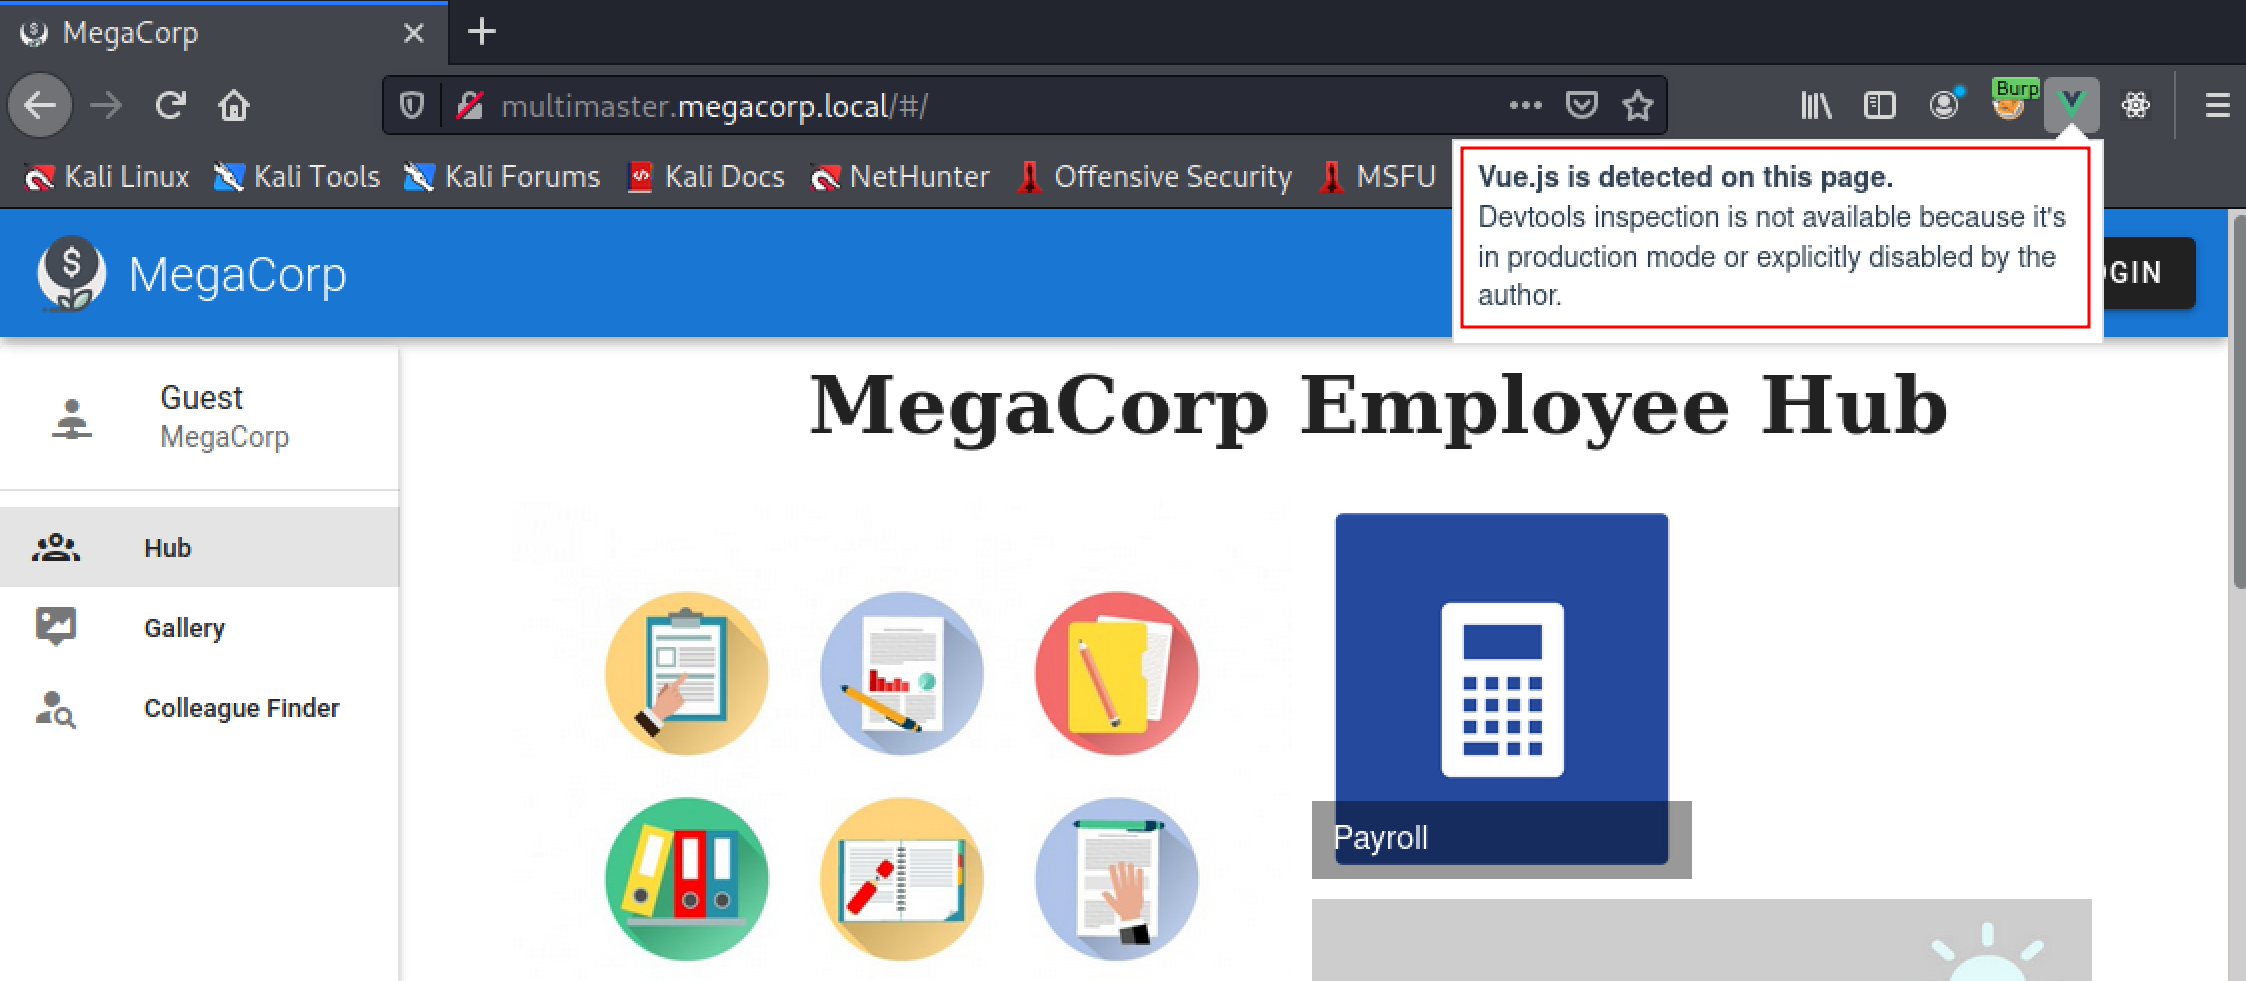 MegaCorp
multimaster.megacorp.local/#/
Burp
Kali Linux Kali Tools Kali Forums Kali Docs NetHunter Offensive Security MSFU
Vue.js is detected on this page.
Devtools inspection is not available because it's
in production mode or explicitly disabled by the
author.
MegaCorp
GIN
Guest
MegaCorp
MegaCorp Employee Hub
Hub
Gallery
Colleague Finder
Payroll